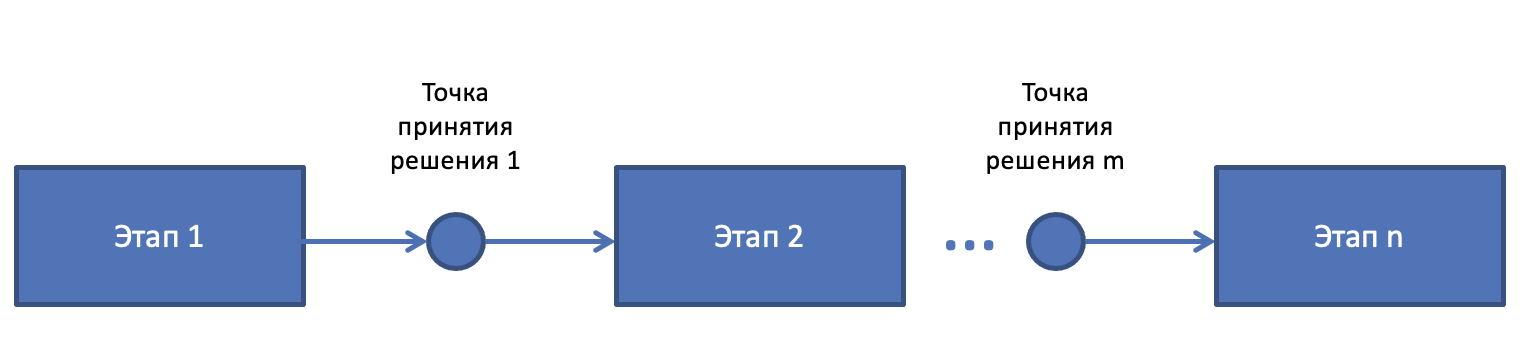 Точка
принятия
решения 1
Точка
принятия
решения m
Этап 1
Этап 2
...
Этап n